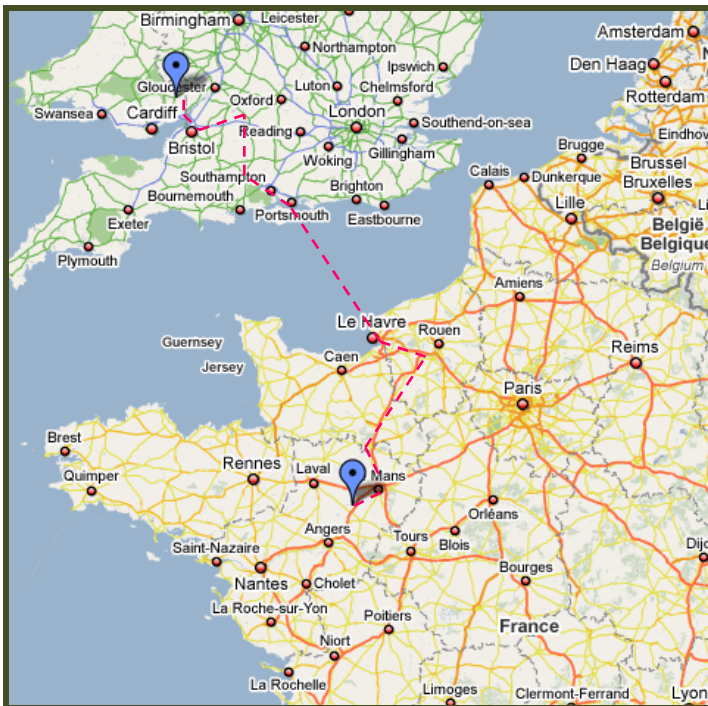 Birmingham
Leicester
Amsterdam
Northampton
Ipswich
Den Haag
Gloucester
Luton
Chelmsford
Rotterdam
Oxford
Swansea
Cardiff
London
Southend-on-sea
Reading
Eindhov
Bristol
Woking
Gillingham
Brugge
Brussel
Bruxelles
Southampton
Calais
Dunkerque
Bournemouth
Brighton
Lille
Li
Exeter
Portsmouth
Eastbourne
België
Belgique
Plymouth
Belgium
Amiens
Le Navre
Rouen
Guernsey
Reims
Jersey
Caen
Paris
Brest
Rennes
Laval
Mans
Quimper
Orléans
Angers
Tours
Blois
Saint-Nazaire
Dijo
Nantes
Cholet
Bourges
La Roche-sur-Yon
Poitiers
France
Niort
La Rochelle
Limoges
Clermont-Ferrand
Lyon